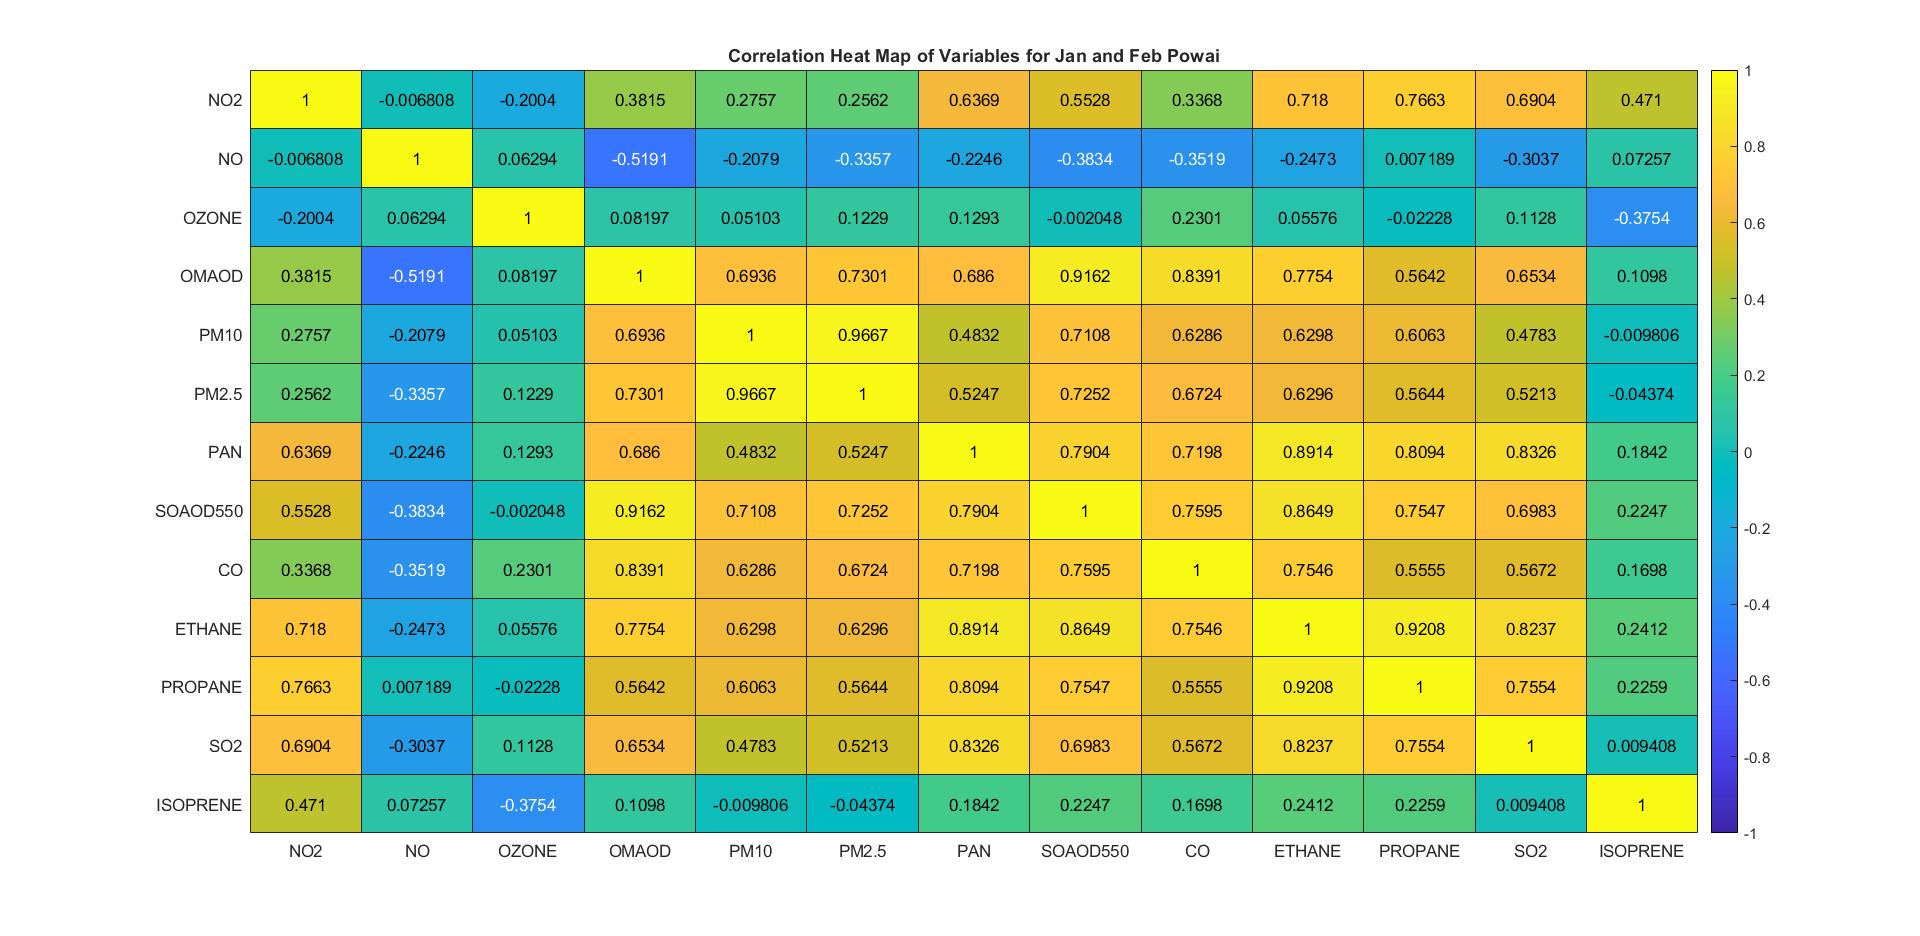 Correlation Heat Map of Variables for Jan and Feb Powai
NO2 1 -0.006808 -0.2004 0.3815 0.2757 0.2562 0.6369 0.5528 0.3368 0.718 0.7663 0.6904 0.471
NO -0.006808 1 0.06294 -0.5191 -0.2079 -0.3357 -0.2246 -0.3834 -0.3519 -0.2473 0.007189 -0.3037 0.07257
OZONE -0.2004 0.06294 1 0.08197 0.05103 0.1229 0.1293 -0.002048 0.2301 0.05576 -0.02228 0.1128 -0.3754
OMAOD 0.3815 -0.5191 0.08197 1 0.6936 0.7301 0.686 0.9162 0.8391 0.7754 0.5642 0.6534 0.1098
PM10 0.2757 -0.2079 0.05103 0.6936 1 0.9667 0.4832 0.7108 0.6286 0.6298 0.6063 0.4783 -0.009806
PM2.5 0.2562 -0.3357 0.1229 0.7301 0.9667 1 0.5247 0.7252 0.6724 0.6296 0.5644 0.5213 -0.04374
PAN 0.6369 -0.2246 0.1293 0.686 0.4832 0.5247 1 0.7904 0.7198 0.8914 0.8094 0.8326 0.1842
SOAOD550 0.5528 -0.3834 -0.002048 0.9162 0.7108 0.7252 0.7904 1 0.7595 0.8649 0.7547 0.6983 0.2247
CO 0.3368 -0.3519 0.2301 0.8391 0.6286 0.6724 0.7198 0.7595 1 0.7546 0.5555 0.5672 0.1698
ETHANE 0.718 -0.2473 0.05576 0.7754 0.6298 0.6296 0.8914 0.8649 0.7546 1 0.9208 0.8237 0.2412
PROPANE 0.7663 0.007189 -0.02228 0.5642 0.6063 0.5644 0.8094 0.7547 0.5555 0.9208 1 0.7554 0.2259
SO2 0.6904 -0.3037 0.1128 0.6534 0.4783 0.5213 0.8326 0.6983 0.5672 0.8237 0.7554 1 0.009408
ISOPRENE 0.471 0.07257 -0.3754 0.1098 -0.009806 -0.04374 0.1842 0.2247 0.1698 0.2412 0.2259 0.009408 1
NO2 NO OZONE OMAOD PM10 PM2.5 PAN SOAOD550 CO ETHANE PROPANE SO2 ISOPRENE
1
0.8
0.6
0.4
0.2
0
-0.2
-0.4
-0.6
-0.8
-1